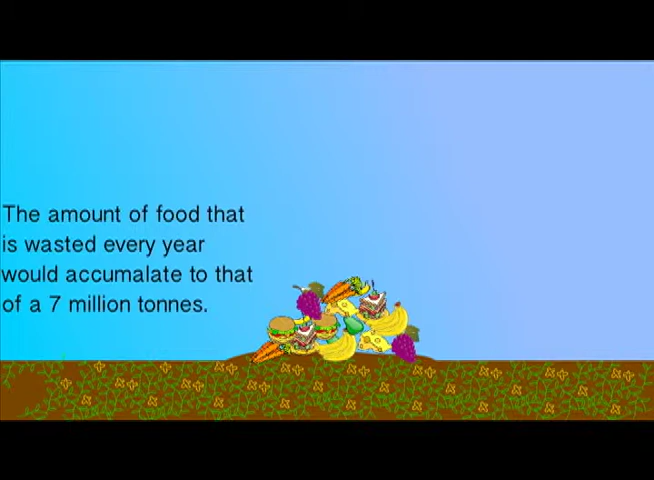 The amount of food that
is wasted every year
would accumalate to that
of a 7 million tonnes.